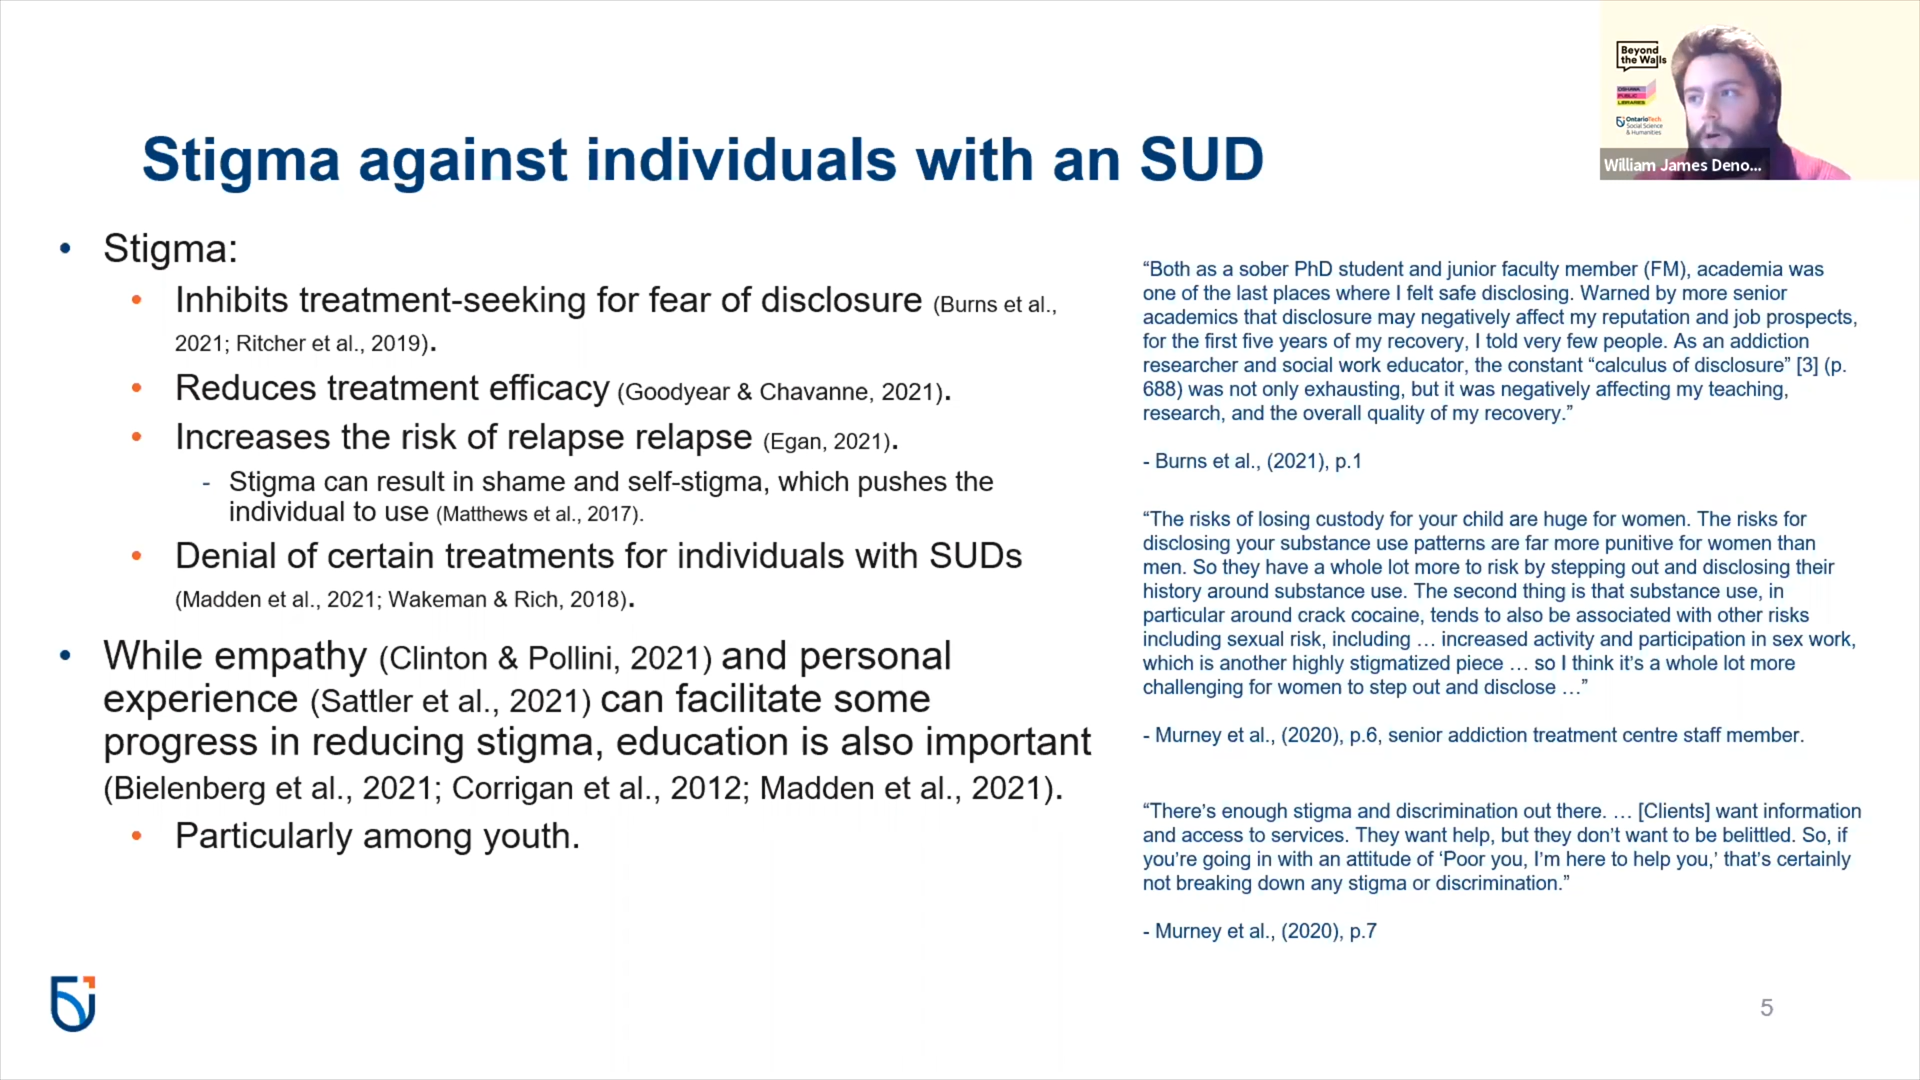 Stigma against individuals with an SUD
Beyond
the Walls
OSHAWA
PUBLIC
LIBRARIES
OntarioTech
Social Science
& Humanities
William James Deno...
• Stigma:
• Inhibits treatment-seeking for fear of disclosure (Burns et al.,
2021; Ritcher et al., 2019).
• Reduces treatment efficacy (Goodyear & Chavanne, 2021).
• Increases the risk of relapse relapse (Egan, 2021).
- Stigma can result in shame and self-stigma, which pushes the
individual to use (Matthews et al., 2017).
• Denial of certain treatments for individuals with SUDs
(Madden et al., 2021; Wakeman & Rich, 2018).
• While empathy (Clinton & Pollini, 2021) and personal
experience (Sattler et al., 2021) can facilitate some
progress in reducing stigma, education is also important
(Bielenberg et al., 2021; Corrigan et al., 2012; Madden et al., 2021).
• Particularly among youth.
“Both as a sober PhD student and junior faculty member (FM), academia was
one of the last places where I felt safe disclosing. Warned by more senior
academics that disclosure may negatively affect my reputation and job prospects,
for the first five years of my recovery, I told very few people. As an addiction
researcher and social work educator, the constant “calculus of disclosure” [3] (p.
688) was not only exhausting, but it was negatively affecting my teaching,
research, and the overall quality of my recovery.”
- Burns et al., (2021), p.1
“The risks of losing custody for your child are huge for women. The risks for
disclosing your substance use patterns are far more punitive for women than
men. So they have a whole lot more to risk by stepping out and disclosing their
history around substance use. The second thing is that substance use, in
particular around crack cocaine, tends to also be associated with other risks
including sexual risk, including … increased activity and participation in sex work,
which is another highly stigmatized piece … so I think it’s a whole lot more
challenging for women to step out and disclose …”
- Murney et al., (2020), p.6, senior addiction treatment centre staff member.
“There’s enough stigma and discrimination out there. … [Clients] want information
and access to services. They want help, but they don’t want to be belittled. So, if
you’re going in with an attitude of ‘Poor you, I’m here to help you,’ that’s certainly
not breaking down any stigma or discrimination.”
- Murney et al., (2020), p.7
5